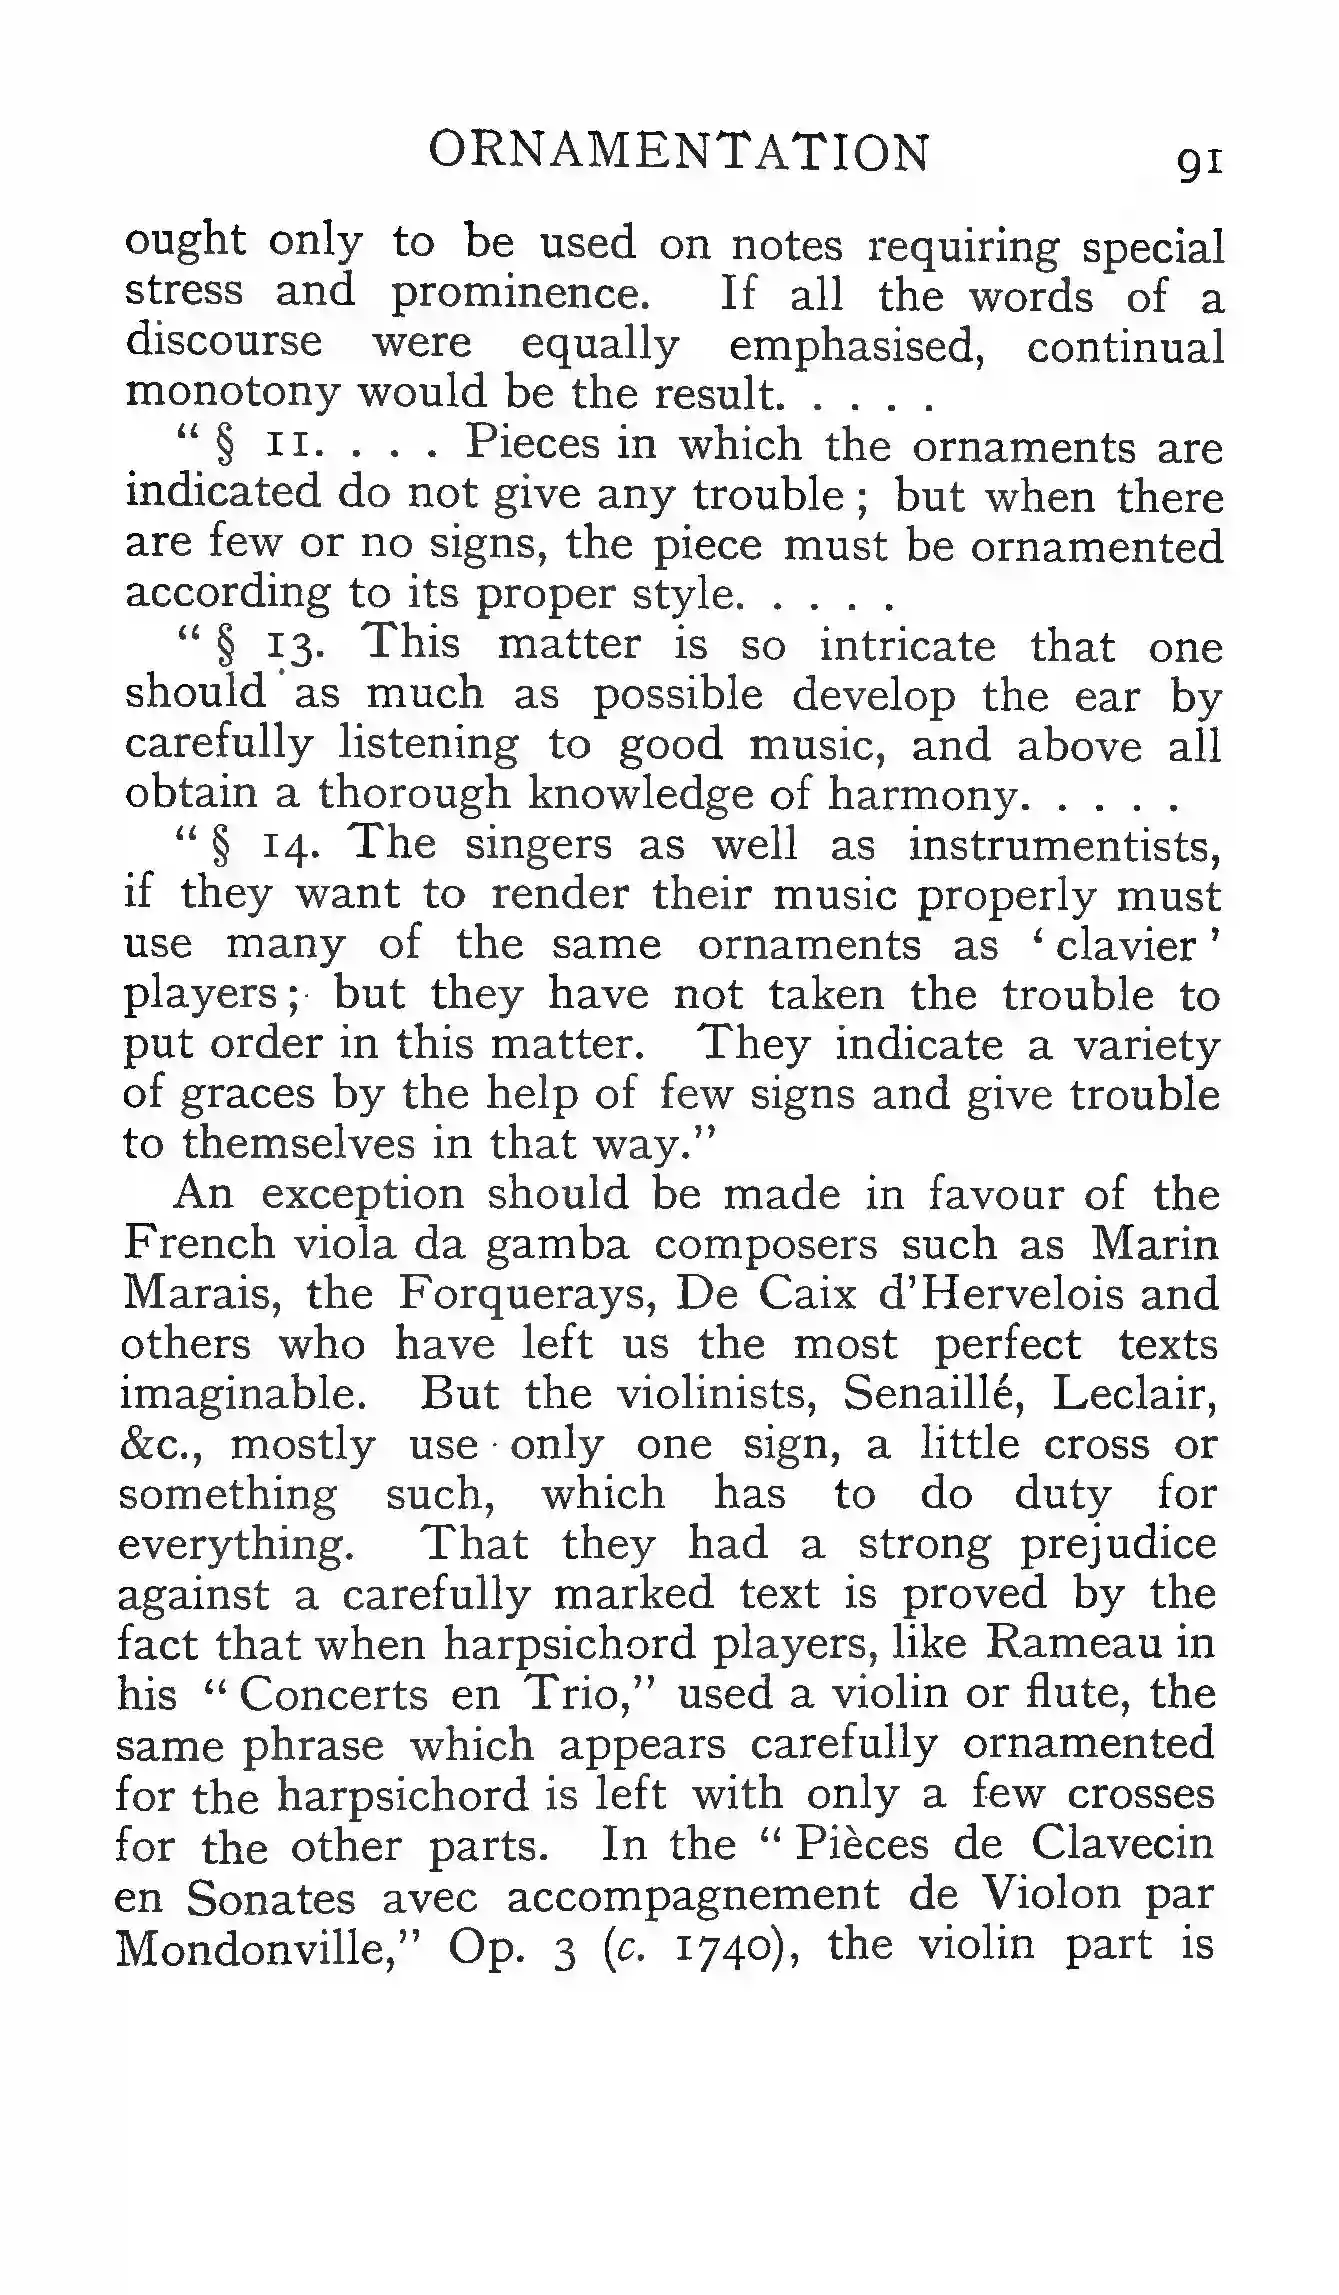 ORNAMENTATION 91
ought only to be used on notes requiring special
stress and prominence. If all the words of a
discourse were equally emphasised, continual
monotony would be the result. . . . .
“ § 11. . . . Pieces in which the ornaments are
indicated do not give any trouble ; but when there
are few or no signs, the piece must be ornamented
according to its proper style. . . . .
“ § 13. This matter is so intricate that one
should as much as possible develop the ear by
carefully listening to good music, and above all
obtain a thorough knowledge of harmony. . . . .
“ § 14. The singers as well as instrumentists,
if they want to render their music properly must
use many of the same ornaments as ‘ clavier ’
players ; but they have not taken the trouble to
put order in this matter. They indicate a variety
of graces by the help of few signs and give trouble
to themselves in that way.”
An exception should be made in favour of the
French viola da gamba composers such as Marin
Marais, the Forquerays, De Caix d’Hervelois and
others who have left us the most perfect texts
imaginable. But the violinists, Senaillé, Leclair,
&c., mostly use only one sign, a little cross or
something such, which has to do duty for
everything. That they had a strong prejudice
against a carefully marked text is proved by the
fact that when harpsichord players, like Rameau in
his “ Concerts en Trio,” used a violin or flute, the
same phrase which appears carefully ornamented
for the harpsichord is left with only a few crosses
for the other parts. In the “ Pièces de Clavecin
en Sonates avec accompagnement de Violon par
Mondonville,” Op. 3 (c. 1740), the violin part is